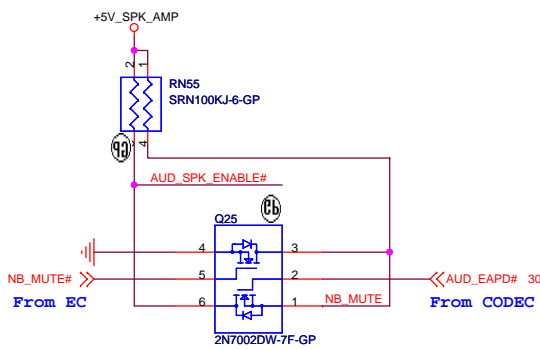 +5V_SPK_AMP
2 1
RN55
SRN100KJ-6-GP
3 4
AUD_SPK_ENABLE#
Q25
4 3
NB_MUTE# 5 2 AUD_EAPD# 30
From EC From CODEC
6 1 NB_MUTE
2N7002DW-7F-GP